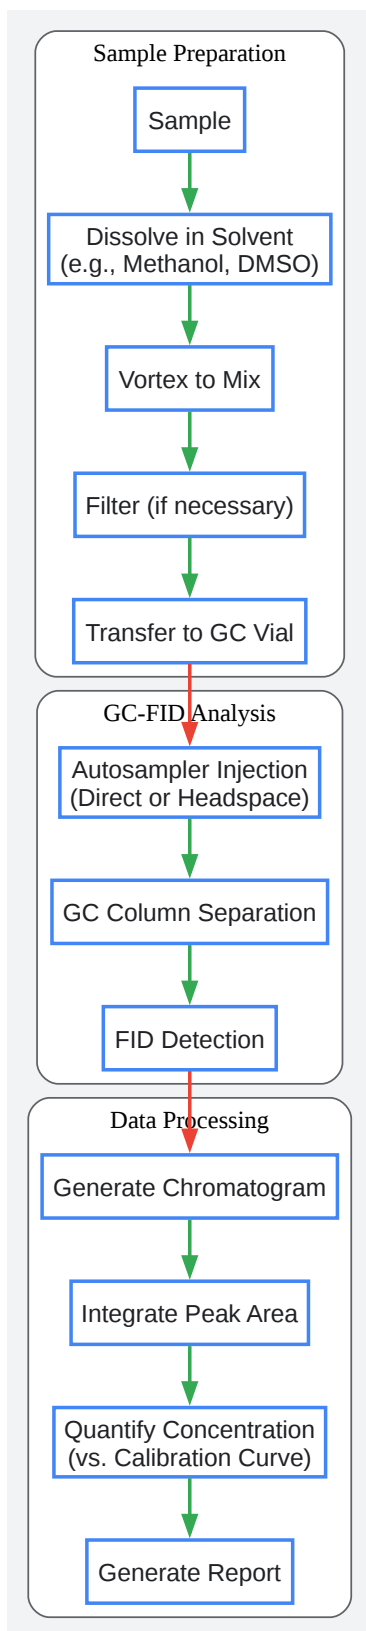 Sample Preparation
Sample
Dissolve in Solvent
(e.g., Methanol, DMSO)
Vortex to Mix
Filter (if necessary)
Transfer to GC Vial
GC-FID Analysis
Autosampler Injection
(Direct or Headspace)
GC Column Separation
FID Detection
Data Processing
Generate Chromatogram
Integrate Peak Area
Quantify Concentration
(vs. Calibration Curve)
Generate Report